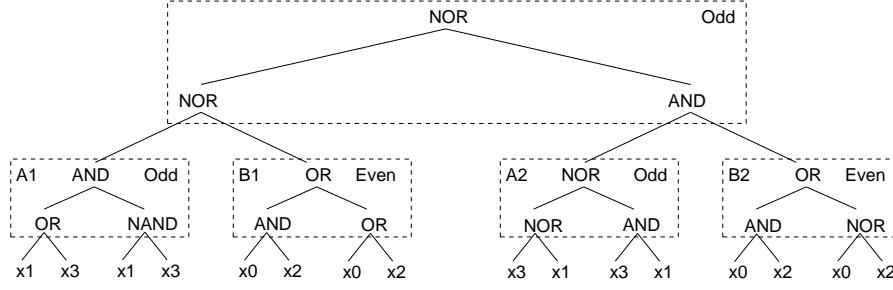 NOR Odd
NOR AND
A1 AND Odd B1 OR Even A2 NOR Odd B2 OR Even
OR NAND AND OR NOR AND AND NOR
x1 x3 x1 x3 x0 x2 x0 x2 x3 x1 x3 x1 x0 x2 x0 x2